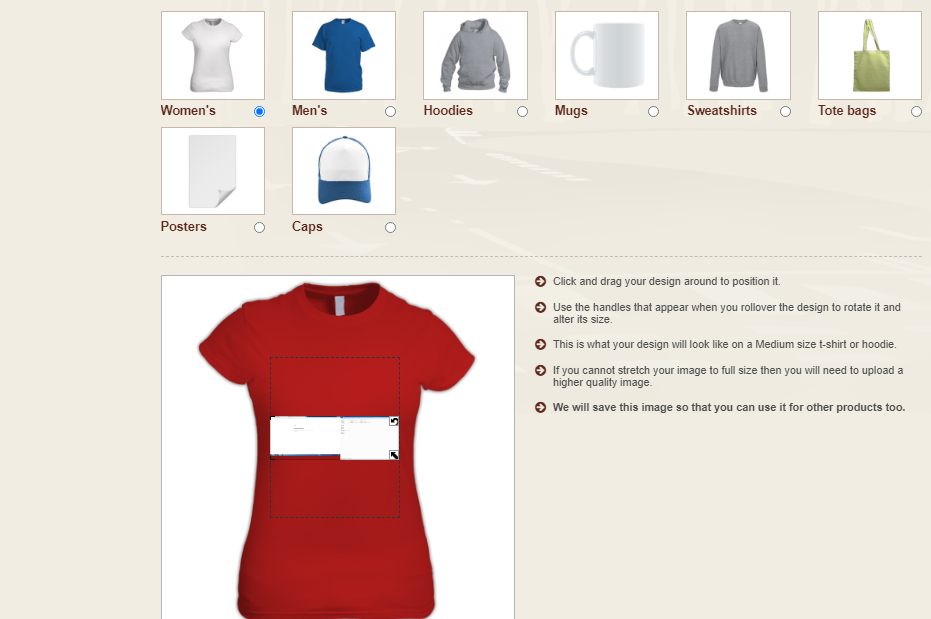 Women's
Men's
Hoodies
Mugs
Sweatshirts
Tote bags
Posters
Caps
Click and drag your design around to position it.
Use the handles that appear when you rollover the design to rotate it and
alter its size.
This is what your design will look like on a Medium size t-shirt or hoodie.
If you cannot stretch your image to full size then you will need to upload a
higher quality image.
We will save this image so that you can use it for other products too.